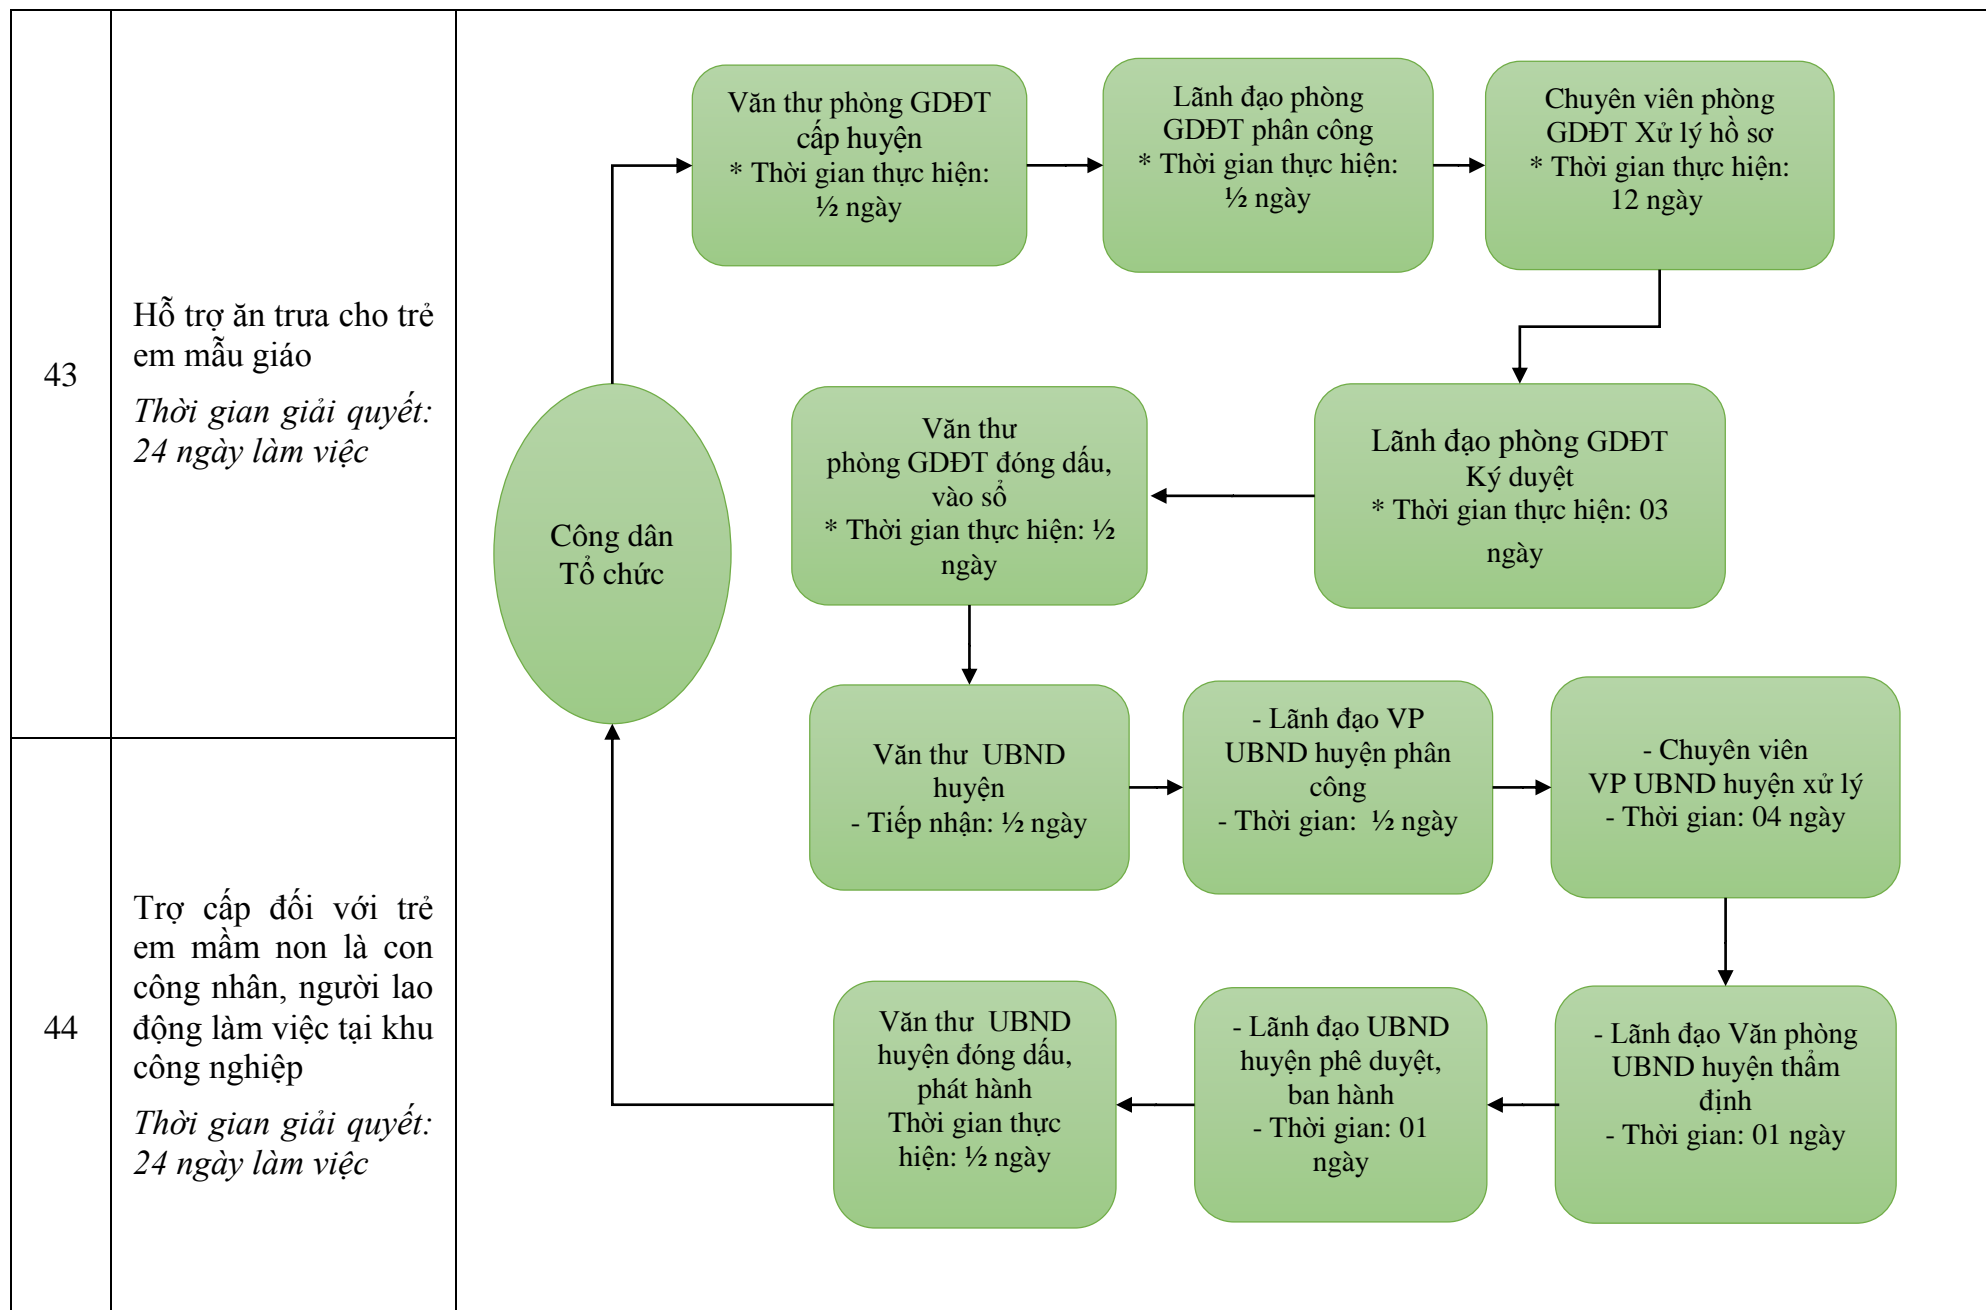 43
Hỗ trợ ăn trưa cho trẻ
em mẫu giáo
Thời gian giải quyết:
24 ngày làm việc
44
Trợ cấp đối với trẻ
em mầm non là con
công nhân, người lao
động làm việc tại khu
công nghiệp
Thời gian giải quyết:
24 ngày làm việc
Công dân
Tổ chức
Văn thư phòng GDĐT
cấp huyện
* Thời gian thực hiện:
½ ngày
Lãnh đạo phòng
GDĐT phân công
* Thời gian thực hiện:
½ ngày
Chuyên viên phòng
GDĐT Xử lý hồ sơ
* Thời gian thực hiện:
12 ngày
Lãnh đạo phòng GDĐT
Ký duyệt
* Thời gian thực hiện: 03
ngày
Văn thư
phòng GDĐT đóng dấu,
vào sổ
* Thời gian thực hiện: ½
ngày
Văn thư  UBND
huyện
- Tiếp nhận: ½ ngày
- Lãnh đạo VP
UBND huyện phân
công
- Thời gian:  ½ ngày
- Chuyên viên
VP UBND huyện xử lý
- Thời gian: 04 ngày
- Lãnh đạo Văn phòng
UBND huyện thẩm
định
- Thời gian: 01 ngày
- Lãnh đạo UBND
huyện phê duyệt,
ban hành
- Thời gian: 01
ngày
Văn thư  UBND
huyện đóng dấu,
phát hành
Thời gian thực
hiện: ½ ngày